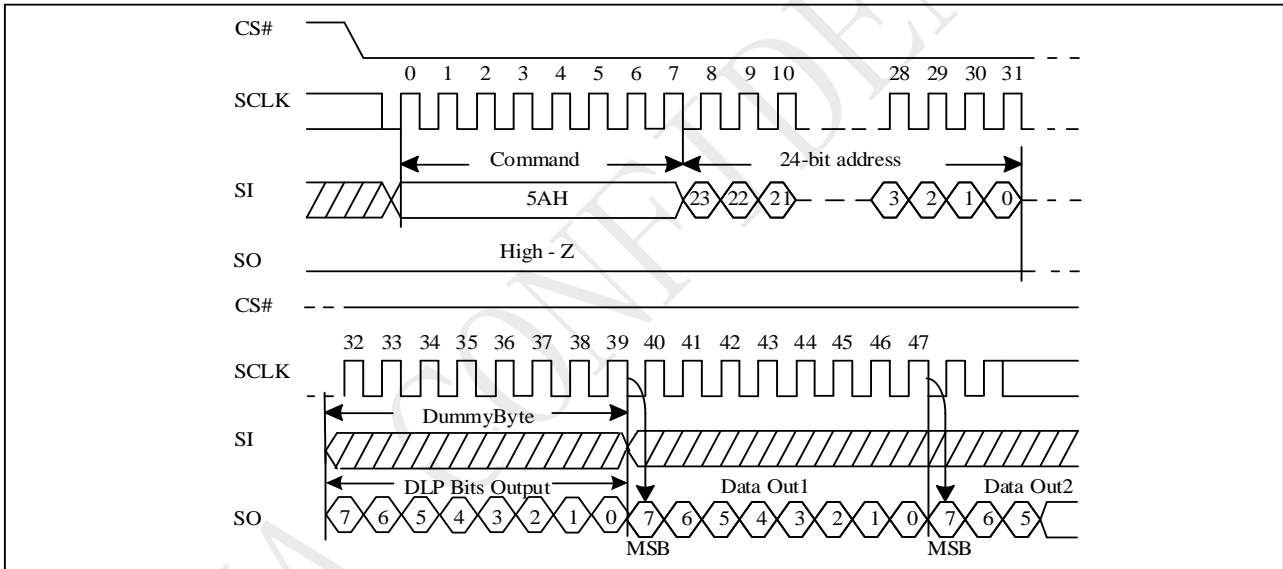 CS#
0 1 2 3 4 5 6 7 8 9 10 28 29 30 31
SCLK
Command 24-bit address
SI 5AH 23 22 21 3 2 1 0
High - Z
SO
CS#
32 33 34 35 36 37 38 39 40 41 42 43 44 45 46 47
SCLK
DummyByte
SI
DLP Bits Output Data Out1 Data Out2
SO 7 6 5 4 3 2 1 0 7 6 5 4 3 2 1 0 7 6 5
MSB MSB